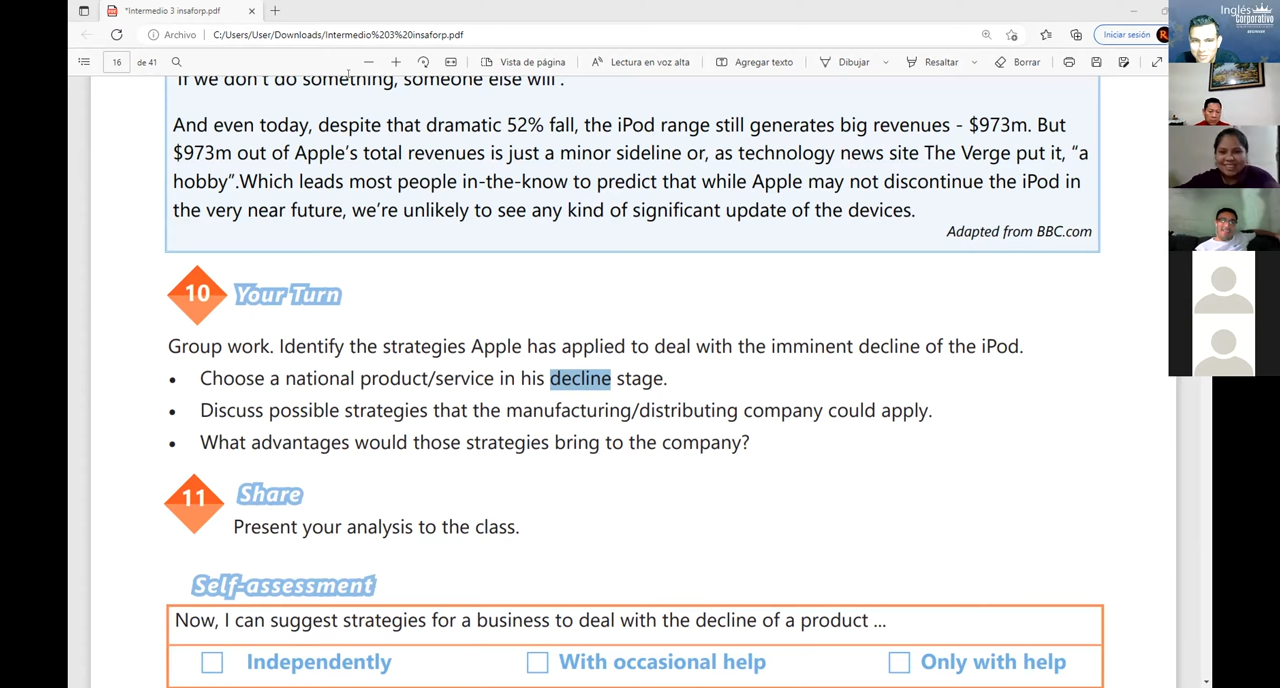 *Intermedio 3 insaforp.pdf
Archivo C:/Users/User/Downloads/Intermedio%203%20insaforp.pdf
Iniciar sesión R
16 de 41 Vista de página Lectura en voz alta Agregar texto Dibujar Resaltar Borrar
Inglés
Corporativo
If we don't do something, someone else will".
And even today, despite that dramatic 52% fall, the iPod range still generates big revenues - $973m. But
$973m out of Apple's total revenues is just a minor sideline or, as technology news site The Verge put it, "a
hobby".Which leads most people in-the-know to predict that while Apple may not discontinue the iPod in
the very near future, we're unlikely to see any kind of significant update of the devices.
Adapted from BBC.com
10 Your Turn
Group work. Identify the strategies Apple has applied to deal with the imminent decline of the iPod.
• Choose a national product/service in his decline stage.
• Discuss possible strategies that the manufacturing/distributing company could apply.
• What advantages would those strategies bring to the company?
11 Share
Present your analysis to the class.
Self-assessment
Now, I can suggest strategies for a business to deal with the decline of a product ...
Independently With occasional help Only with help